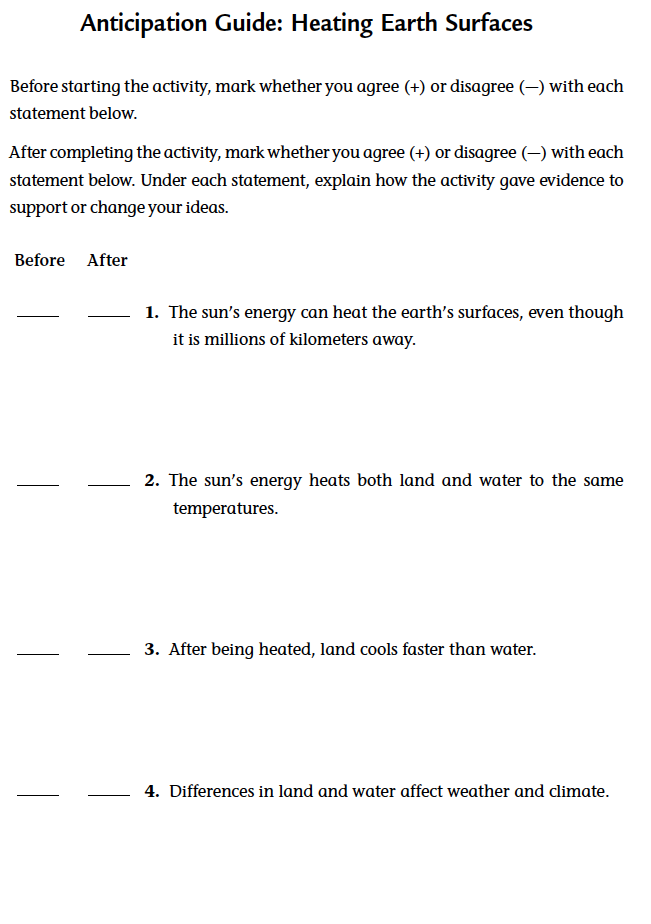 Anticipation Guide: Heating Earth Surfaces
Before starting the activity, mark whether you agree (+) or disagree (—) with each
statement below.
After completing the activity, mark whether you agree (+) or disagree (—) with each
statement below. Under each statement, explain how the activity gave evidence to
support or change your ideas.
Before After
1. The sun's energy can heat the earth's surfaces, even though
it is millions of kilometers away.
2. The sun's energy heats both land and water to the same
temperatures.
3. After being heated, land cools faster than water.
4. Differences in land and water affect weather and climate.